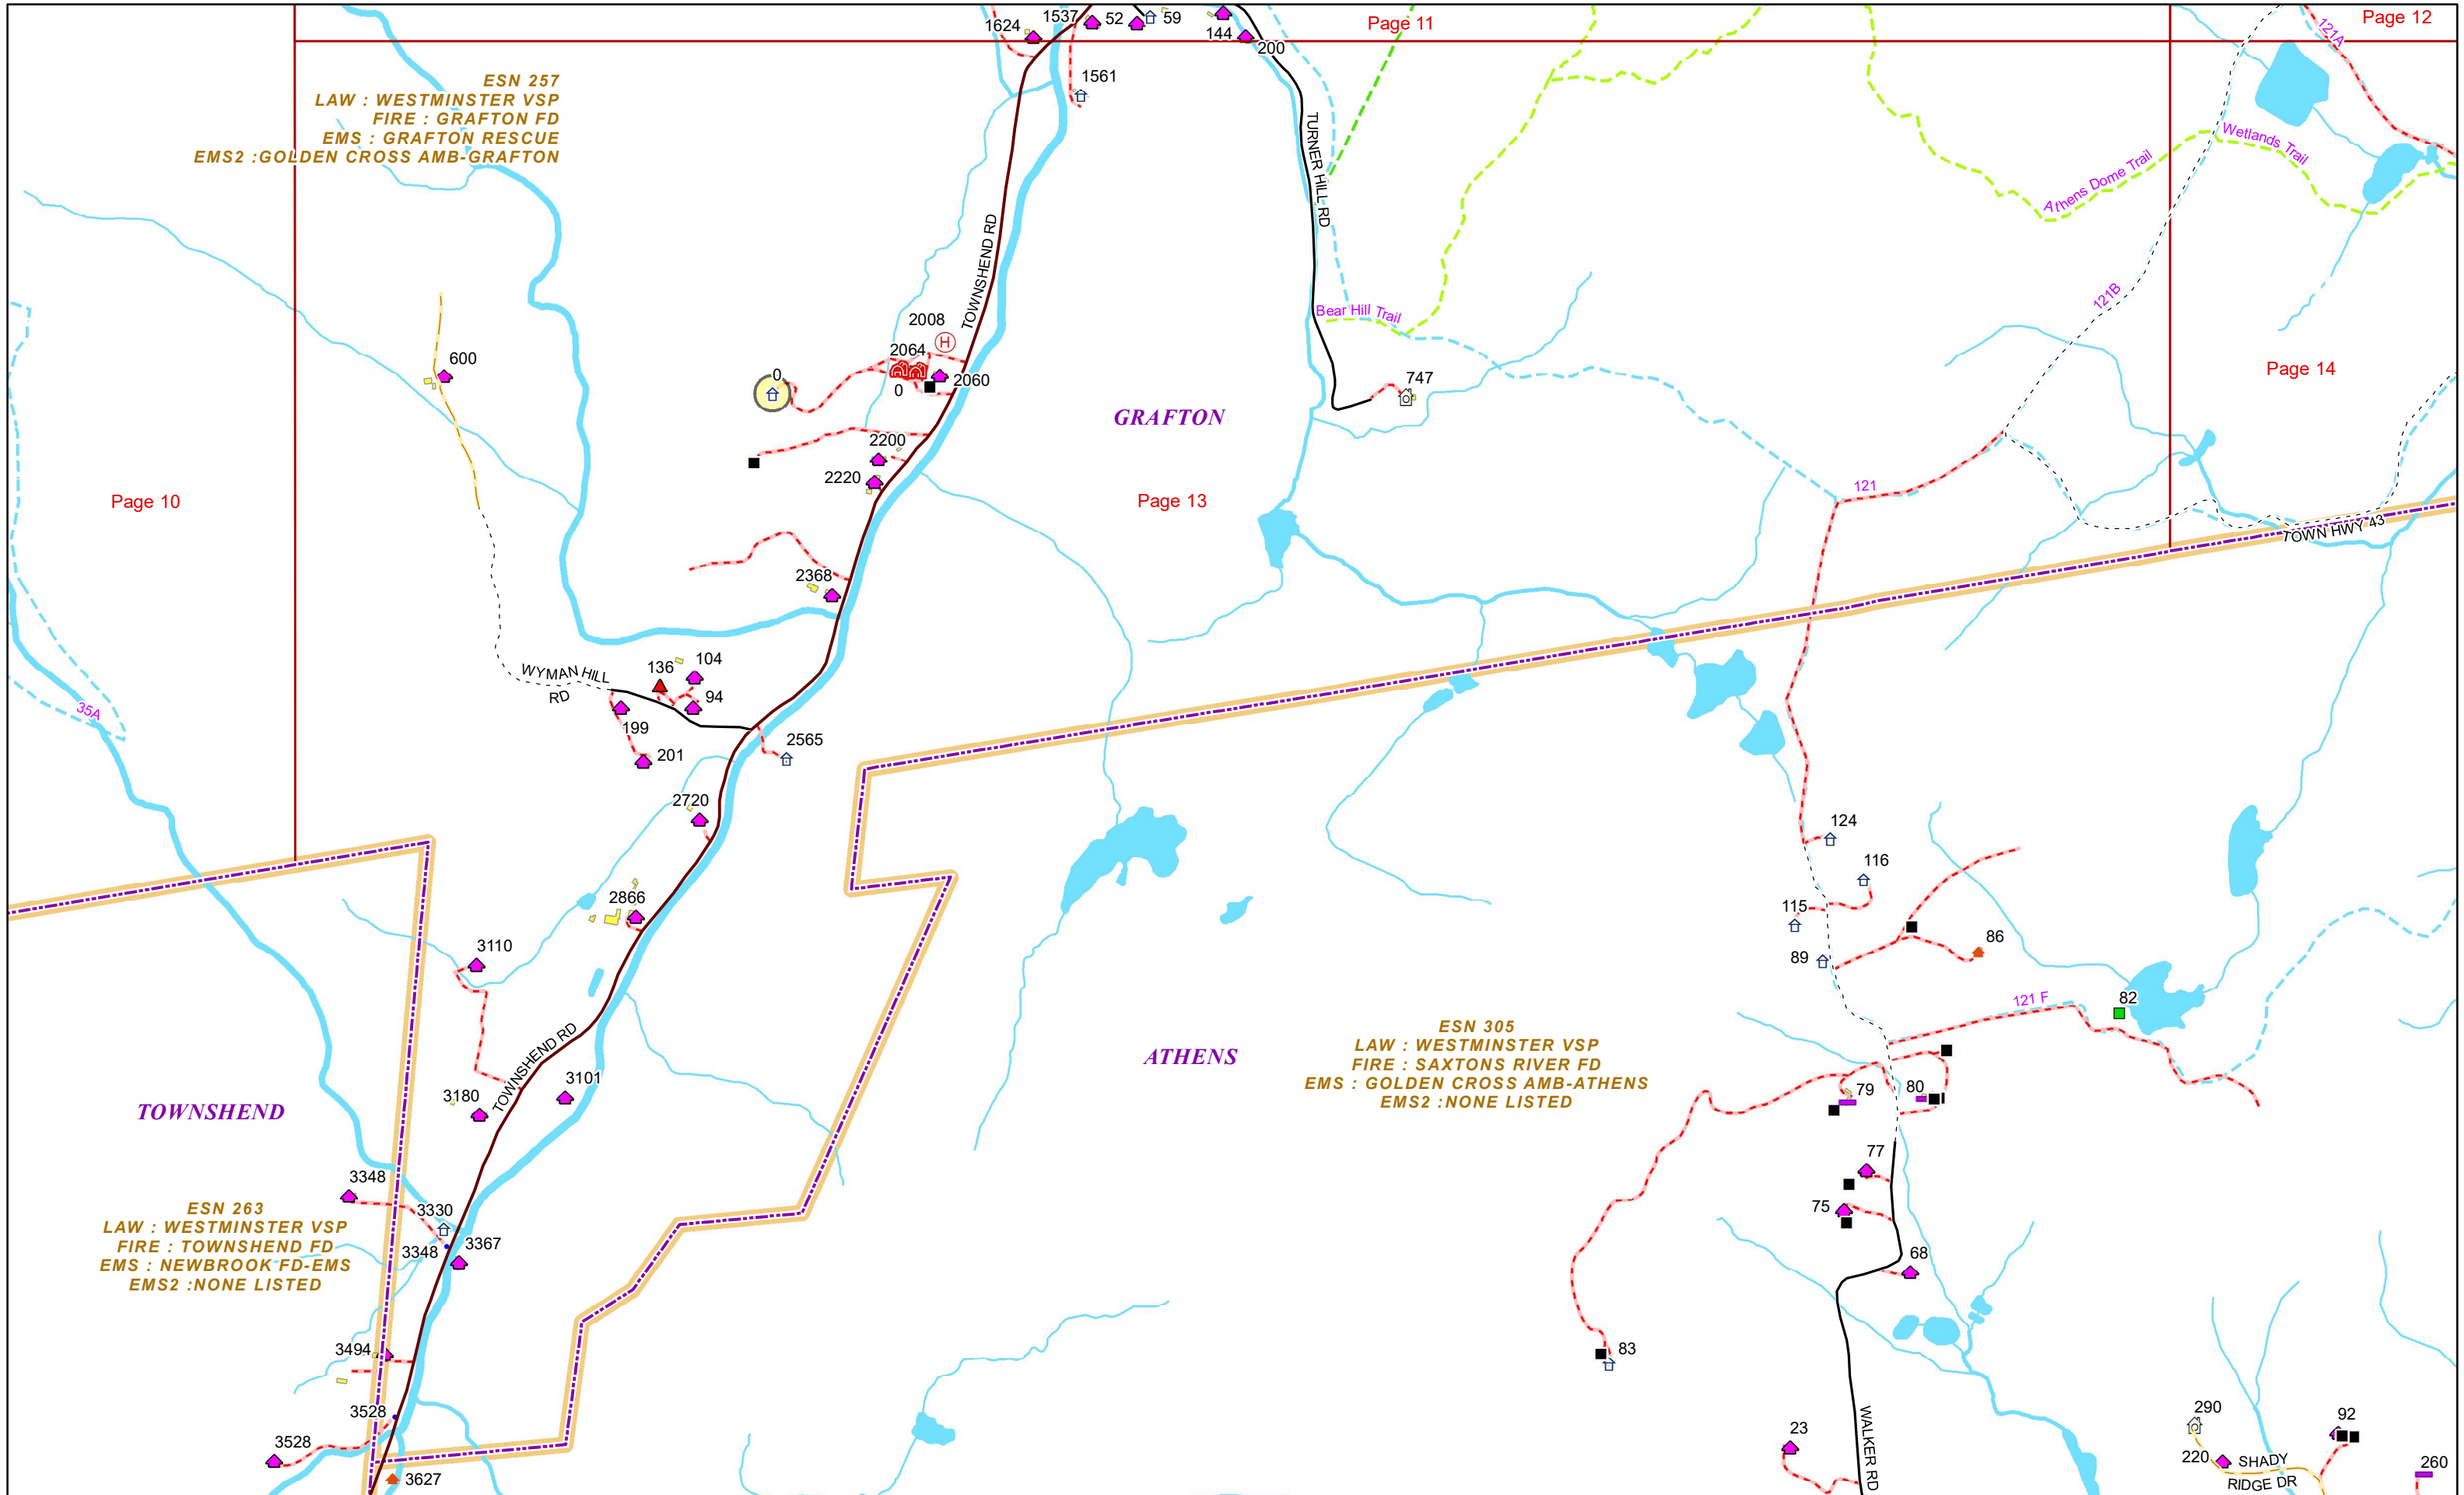 Page 11
Page 12
1624
1537
52
59
144
200
121A
1561
ESN 257
LAW : WESTMINSTER VSP
FIRE : GRAFTON FD
EMS : GRAFTON RESCUE
EMS2 :GOLDEN CROSS AMB-GRAFTON
TURNER HILL RD
Wetlands Trail
Athens Dome Trail
TOWNSHEND RD
121B
Bear Hill Trail
2008
H
2064
600
0
0
2060
747
Page 14
GRAFTON
2200
2220
Page 10
Page 13
121
TOWN HWY 43
2368
136
104
WYMAN HILL
RD
94
35A
199
201
2565
2720
124
116
2866
115
86
3110
89
82
121 F
TOWNSHEND RD
ATHENS
ESN 305
LAW : WESTMINSTER VSP
FIRE : SAXTONS RIVER FD
EMS : GOLDEN CROSS AMB-ATHENS
EMS2 :NONE LISTED
3101
3180
79
80
TOWNSHEND
77
75
3348
3330
ESN 263
LAW : WESTMINSTER VSP
FIRE : TOWNSHEND FD
EMS : NEWBROOK FD-EMS
EMS2 :NONE LISTED
3348
3367
68
3494
83
3528
3528
3627
23
WALKER RD
290
92
220
SHADY
RIDGE DR
260